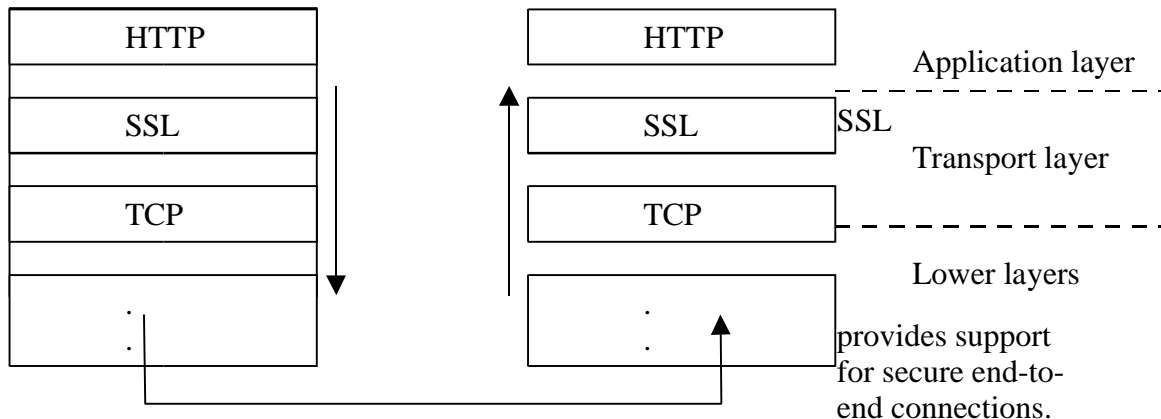 HTTP
SSL
TCP
.
.
HTTP
SSL
TCP
.
.
Application layer
SSL
Transport layer
Lower layers
provides support
for secure end-to-
end connections.